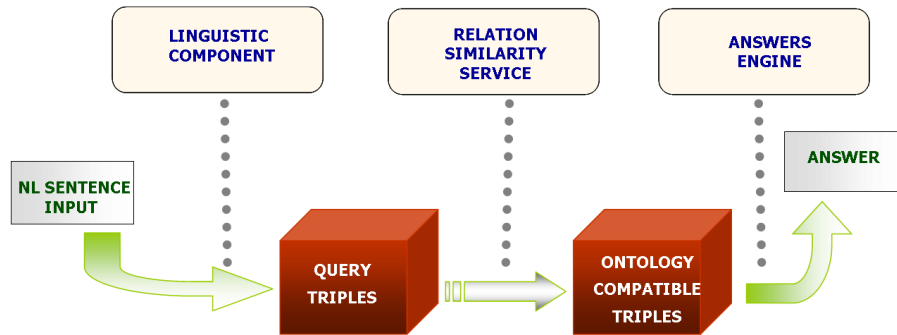 LINGUISTIC
COMPONENT
RELATION
SIMILARITY
SERVICE
ANSWERS
ENGINE
NL SENTENCE
INPUT
QUERY
TRIPLES
ONTOLOGY
COMPATIBLE
TRIPLES
ANSWER